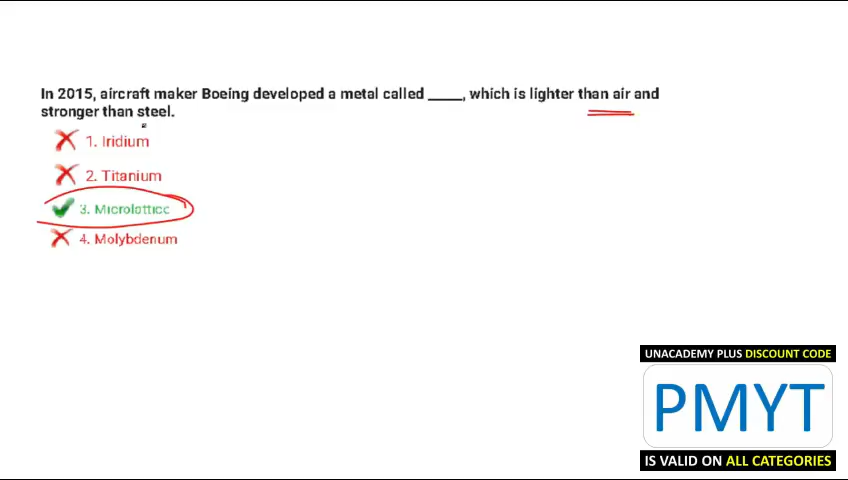 In 2015, aircraft maker Boeing developed a metal called _____, which is lighter than air and
stronger than steel.
1. Iridium
2. Titanium
3. Microlattice
4. Molybdenum
UNACADEMY PLUS DISCOUNT CODE
PMYT
IS VALID ON ALL CATEGORIES